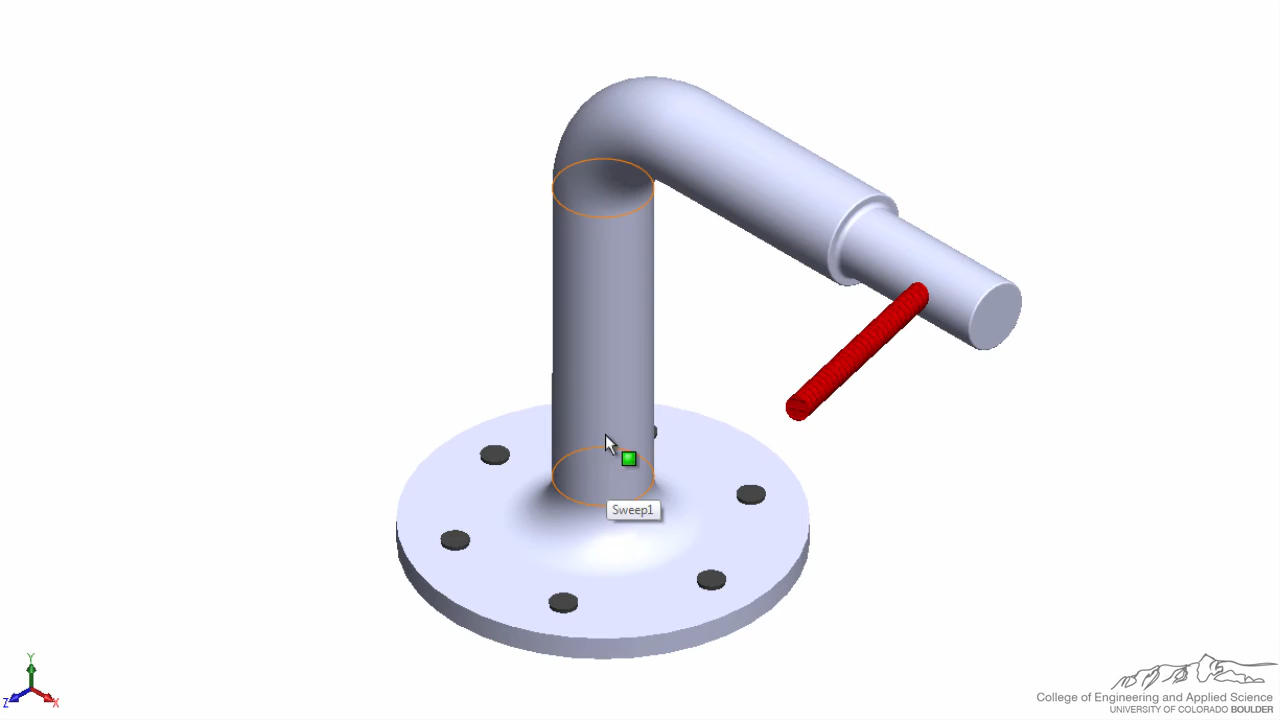 Sweep1
Y
Z
X
College of Engineering and Applied Science
UNIVERSITY OF COLORADO BOULDER